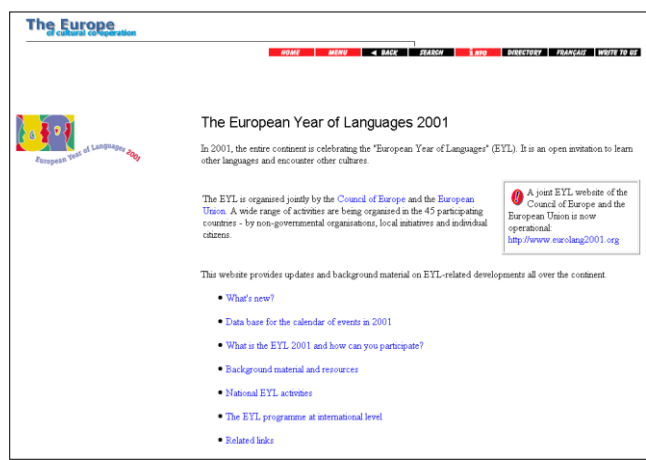 The Europe
of cultural co-operation
HOME MENU BACK SEARCH INFO DIRECTORY FRANÇAIS WRITE TO US
European Year of Languages 2001
The European Year of Languages 2001
In 2001, the entire continent is celebrating the "European Year of Languages" (EYL). It is an open invitation to learn
other languages and encounter other cultures.
The EYL is organised jointly by the Council of Europe and the European
Union. A wide range of activities are being organised in the 45 participating
countries - by non-governmental organisations, local initiatives and individual
citizens.
A joint EYL website of the
Council of Europe and the
European Union is now
operational:
http://www.eurolang2001.org
This website provides updates and background material on EYL-related developments all over the continent.
• What's new?
• Data base for the calendar of events in 2001
• What is the EYL 2001 and how can you participate?
• Background material and resources
• National EYL activities
• The EYL programme at international level
• Related links